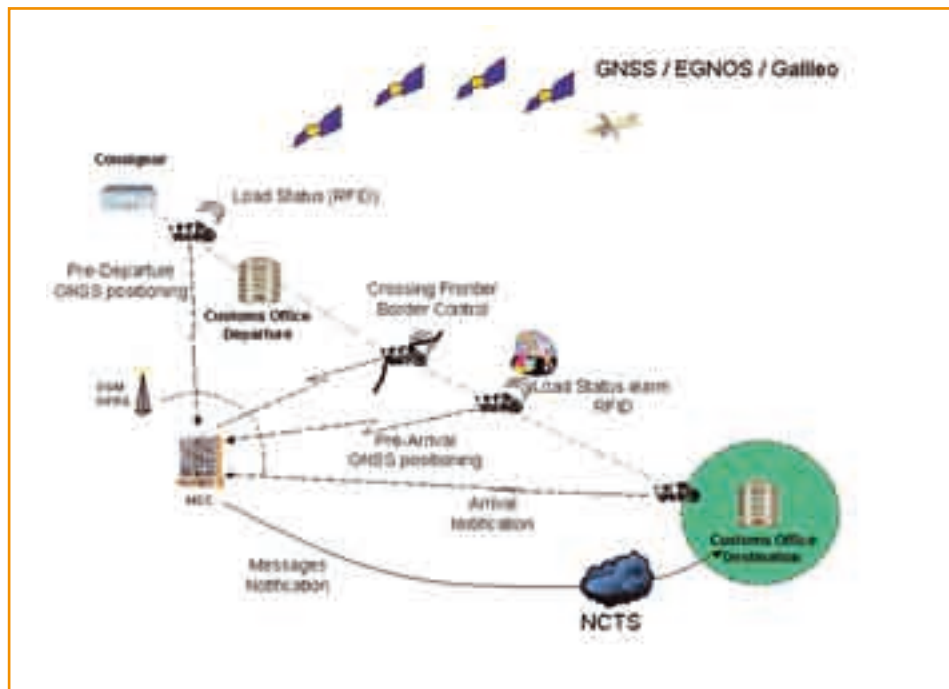 GNSS / EGNOS / Galileo
Consignor
Load Status (RFID)
Pre-Departure
GNSS positioning
Customs Office
Departure
Crossing Frontier
Border Control
Load Status alarm
RFID
GSM
GPRS
Pre-Arrival
GNSS positioning
Arrival
Notification
Customs Office
Destination
Messages
Notification
NCTS